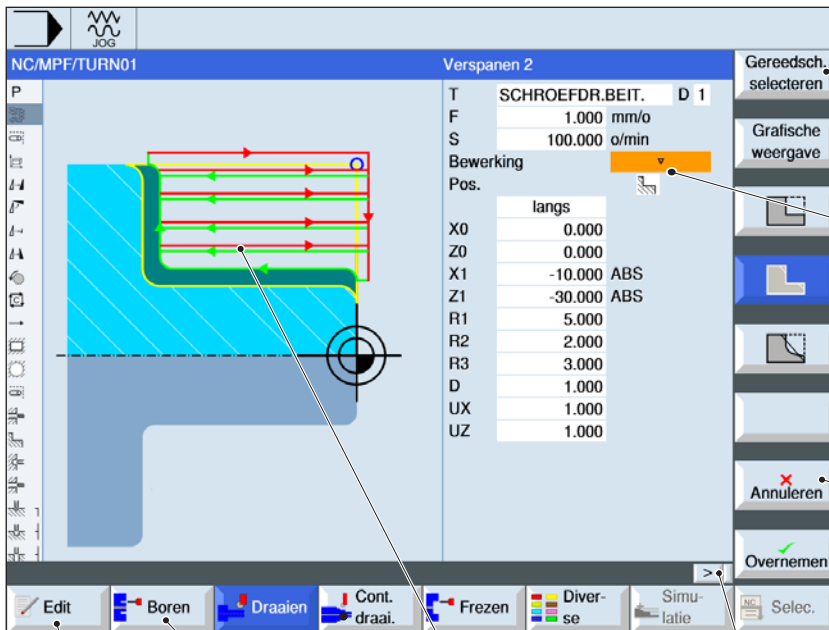 JOG
NC/MPF/TURN01
Verspanen 2
Gereedsch.
selecteren
P
T SCHROEFDR.BEIT. D 1
F 1.000 mm/o
S 100.000 o/min
Grafische
weergave
Bewerking
Pos.
langs
X0 0.000
Z0 0.000
X1 -10.000 ABS
Z1 -30.000 ABS
R1 5.000
R2 2.000
R3 3.000
D 1.000
UX 1.000
UZ 1.000
Annuleren
Overnemen
>
Edit
Boren
Draaien
Cont.
draai.
Frezen
Diver-
se
Simu-
latie
NC
Selec.